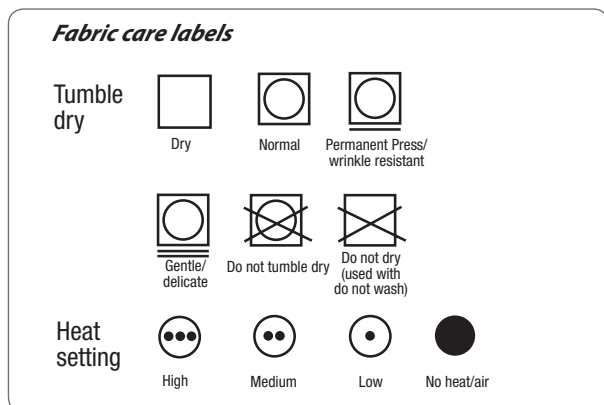 Fabric care labels
Tumble
dry
Dry
Normal
Permanent Press/
wrinkle resistant
Gentle/
delicate
Do not tumble dry
Do not dry
(used with
do not wash)
Heat
setting
High
Medium
Low
No heat/air